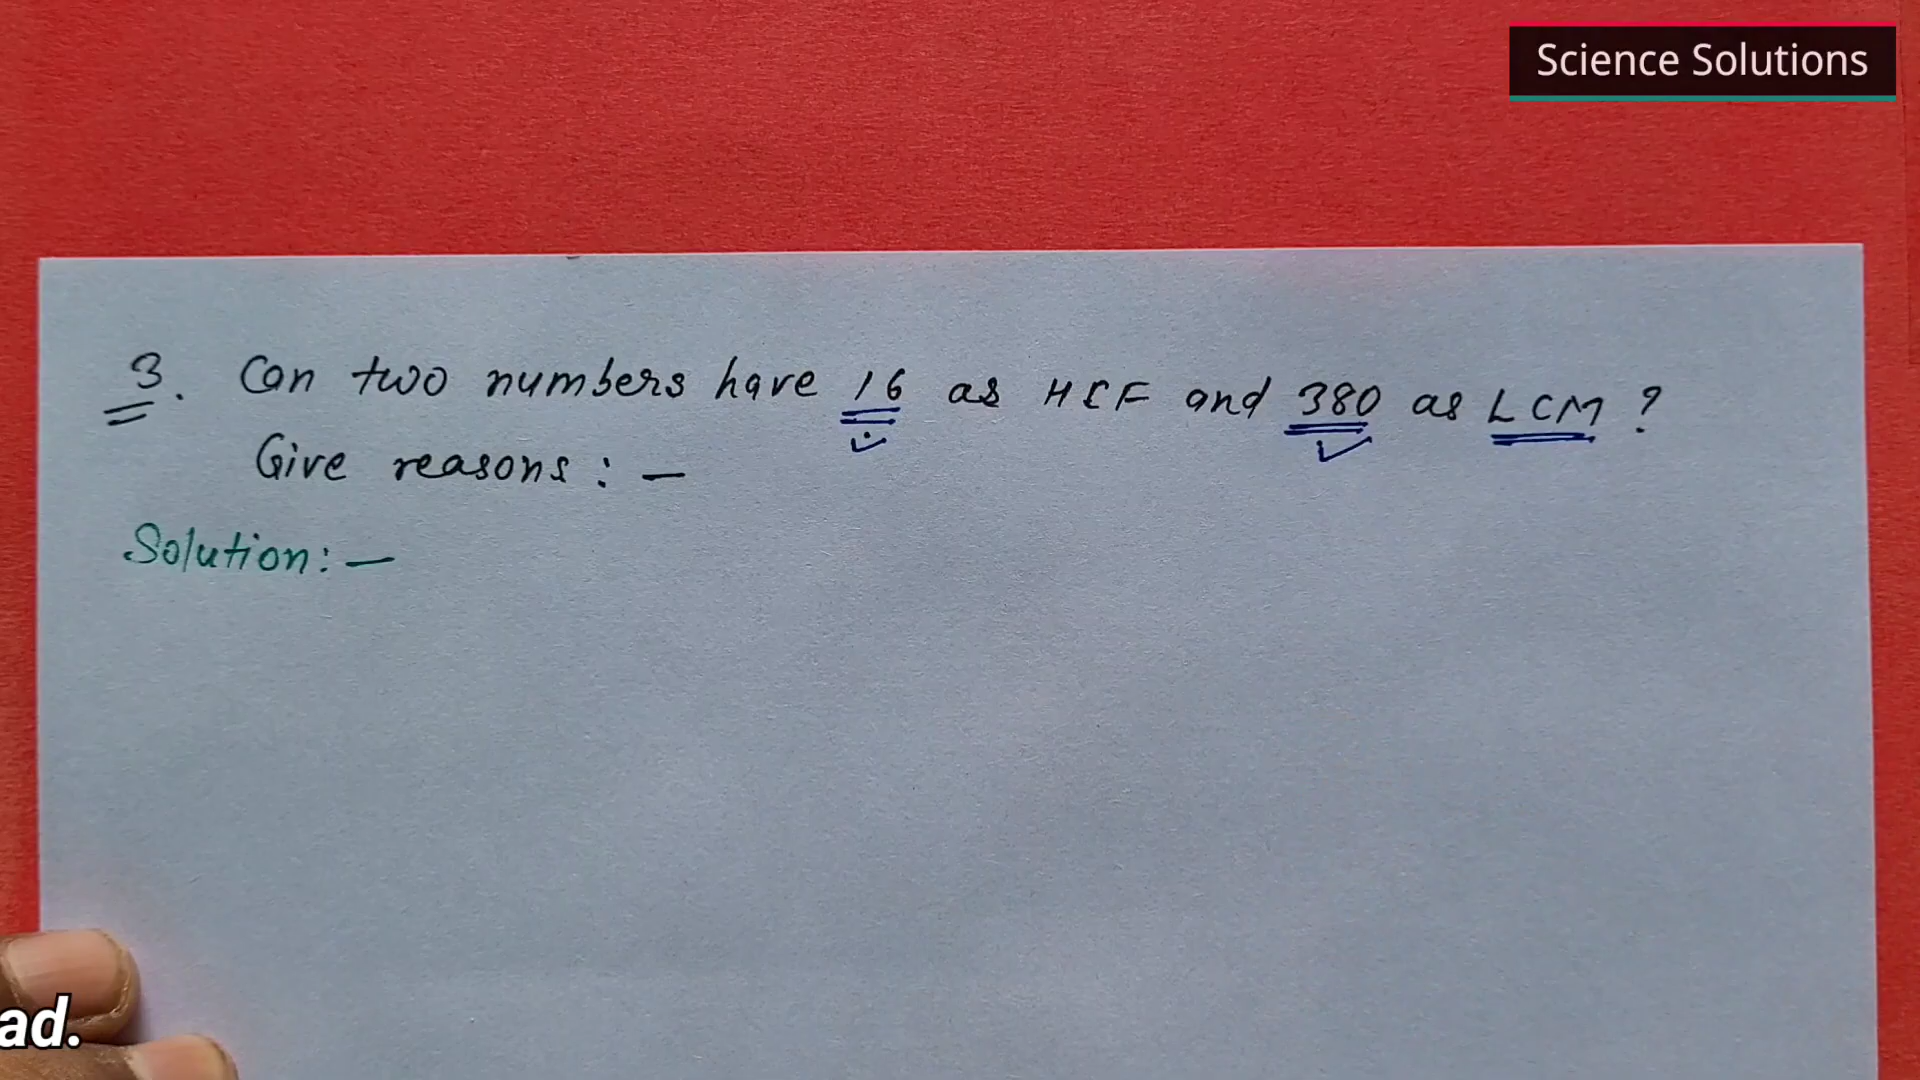 Science Solutions
3. Can two numbers have 16 as HCF and 380 as LCM ?
Give reasons : —
Solution : —
ad.